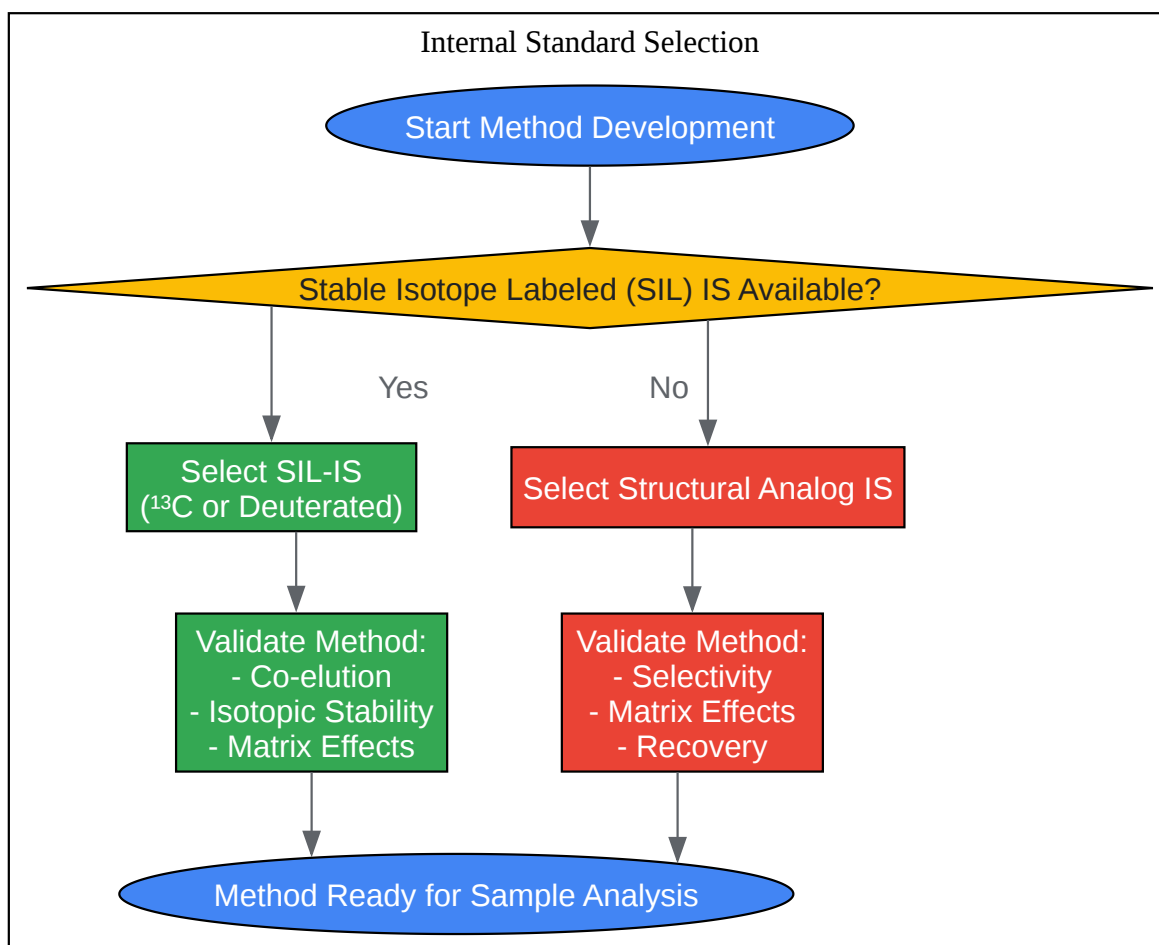 Internal Standard Selection
Start Method Development
Stable Isotope Labeled (SIL) IS Available?
Yes
No
Select SIL-IS
(¹³C or Deuterated)
Select Structural Analog IS
Validate Method:
- Co-elution
- Isotopic Stability
- Matrix Effects
Validate Method:
- Selectivity
- Matrix Effects
- Recovery
Method Ready for Sample Analysis